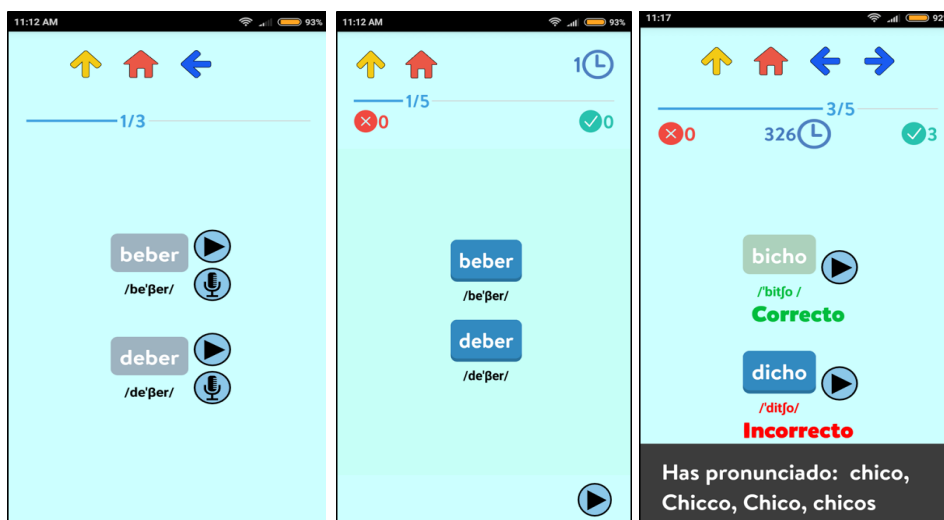 11:12 AM 93%
1/3
beber
/be'βer/
deber
/de'βer/
11:12 AM 93%
1
1/5
0 0
beber
/be'βer/
deber
/de'βer/
11:17 92
3/5
0 326 3
bicho
/'bitʃo /
Correcto
dicho
/'ditʃo/
Incorrecto
Has pronunciado: chico,
Chicco, Chico, chicos